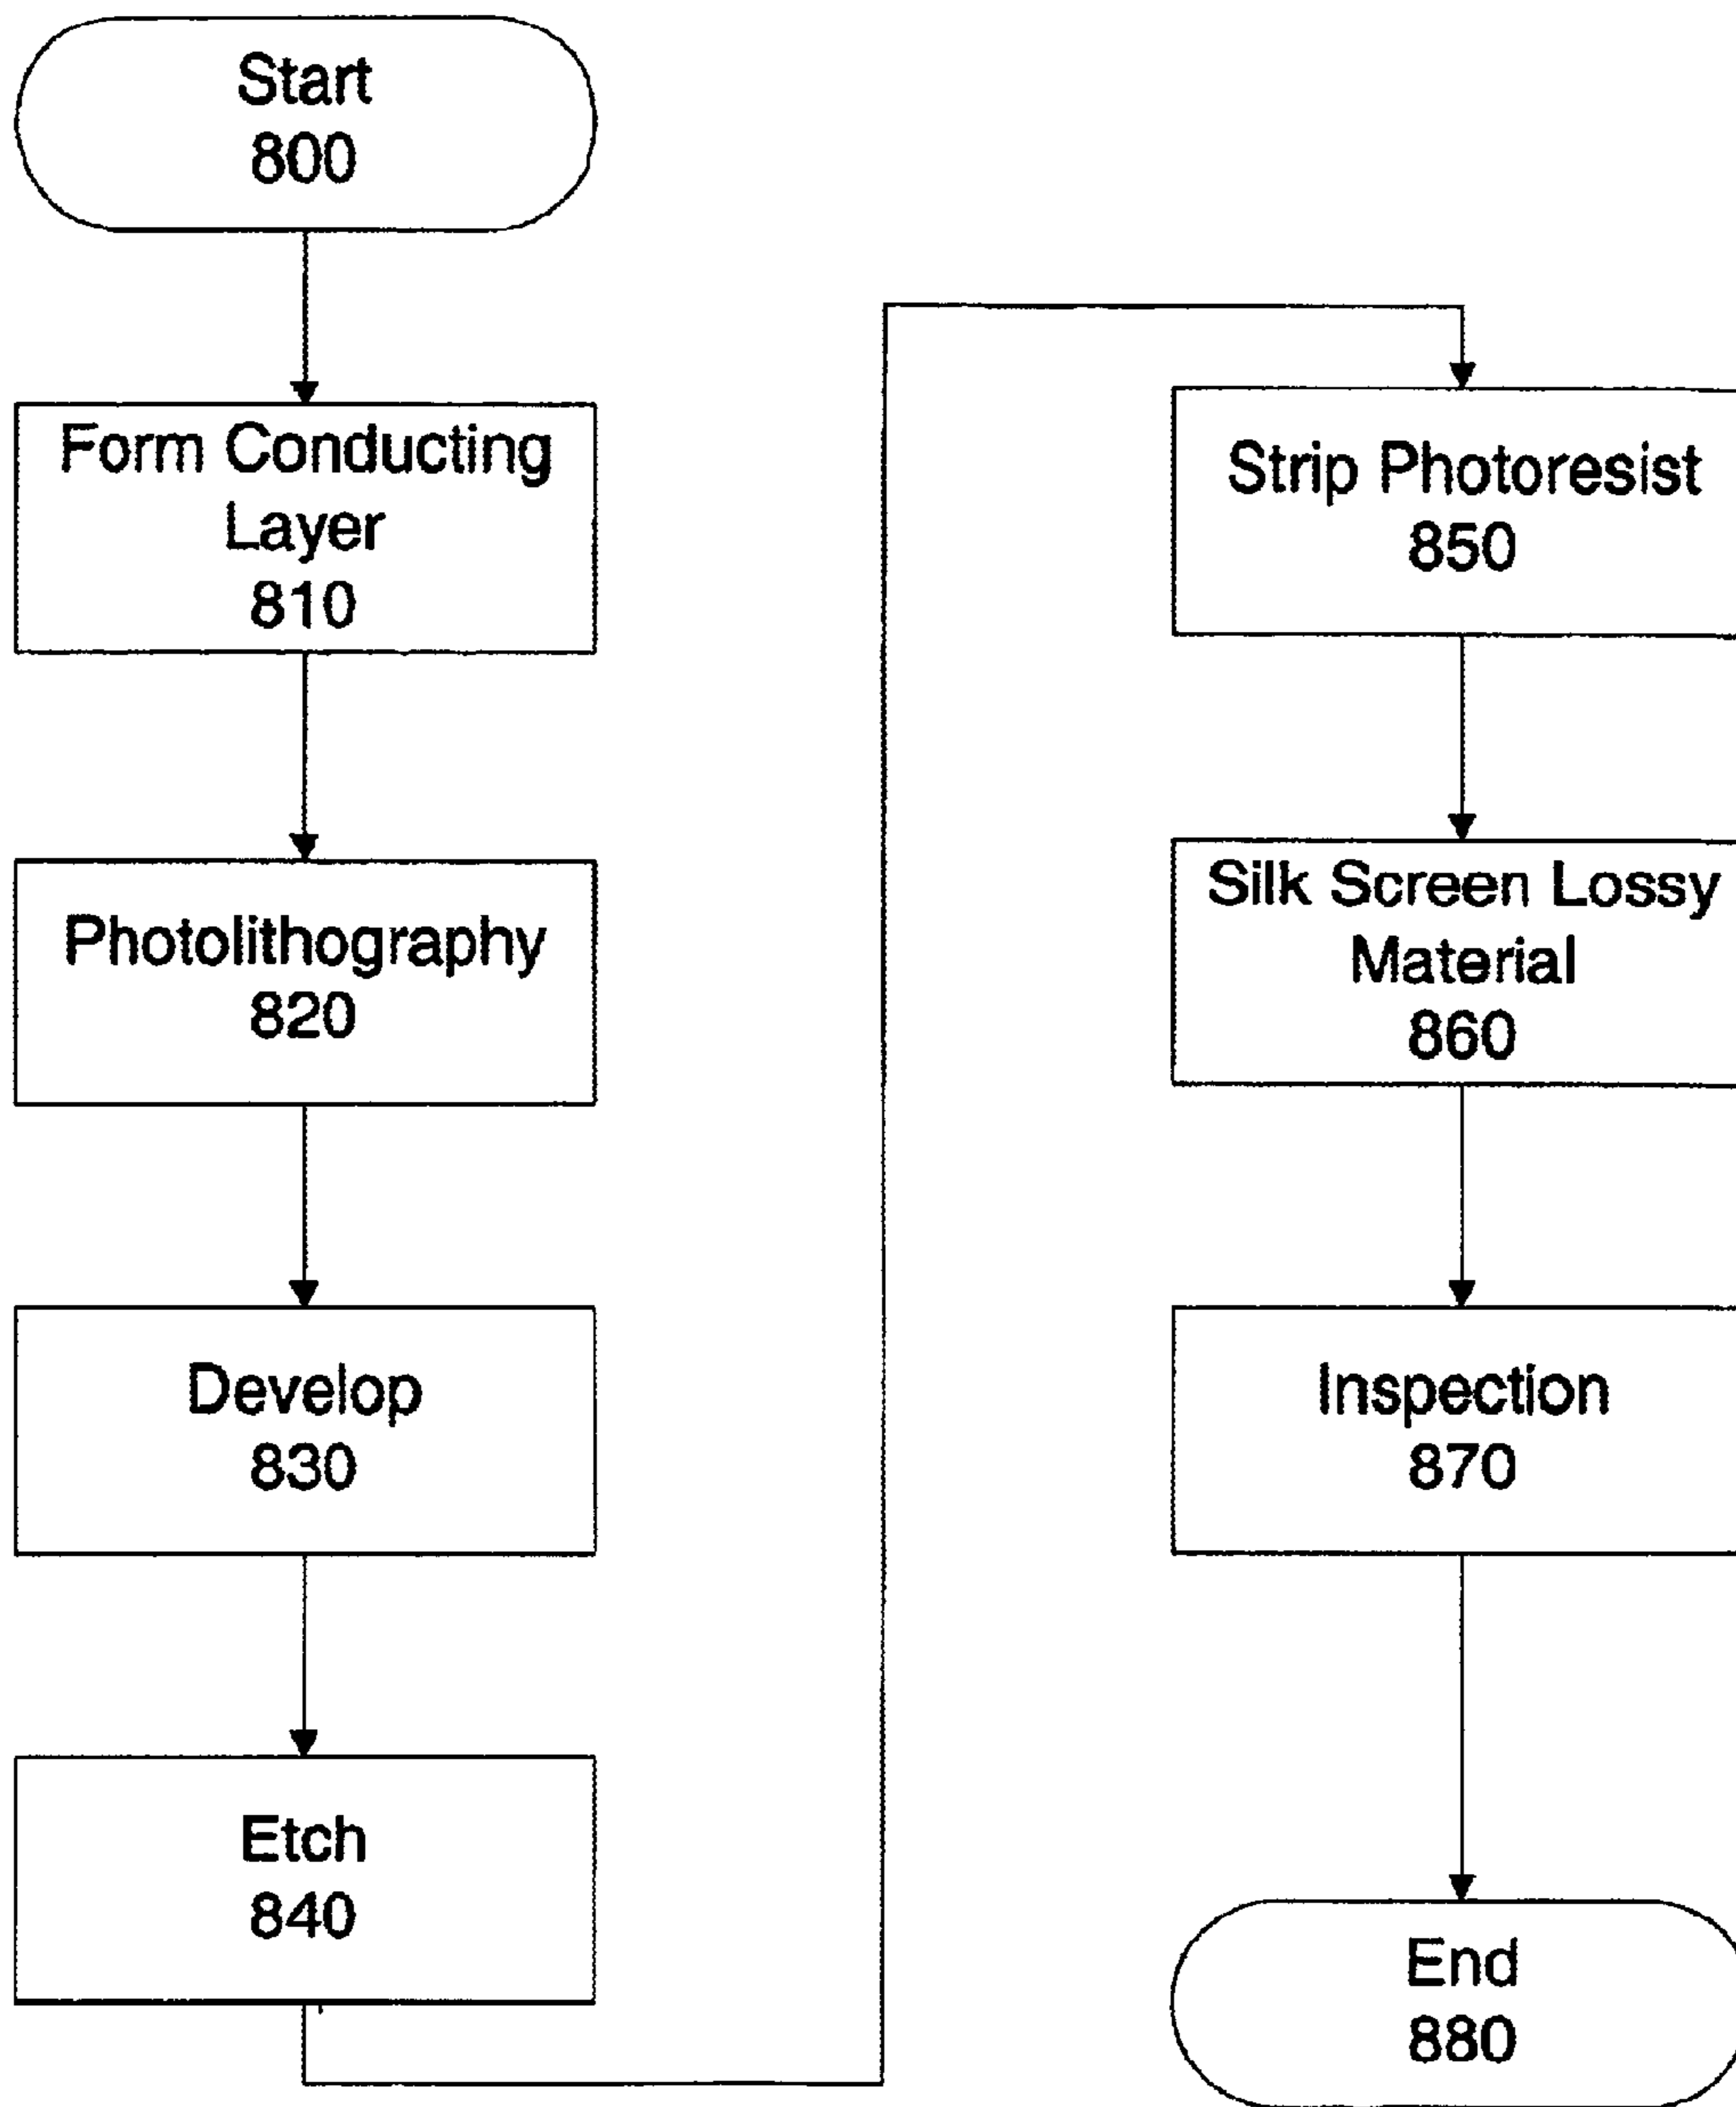 Start
800
Form Conducting
Layer
810
Photolithography
820
Develop
830
Etch
840
Strip Photoresist
850
Silk Screen Lossy
Material
860
Inspection
870
End
880